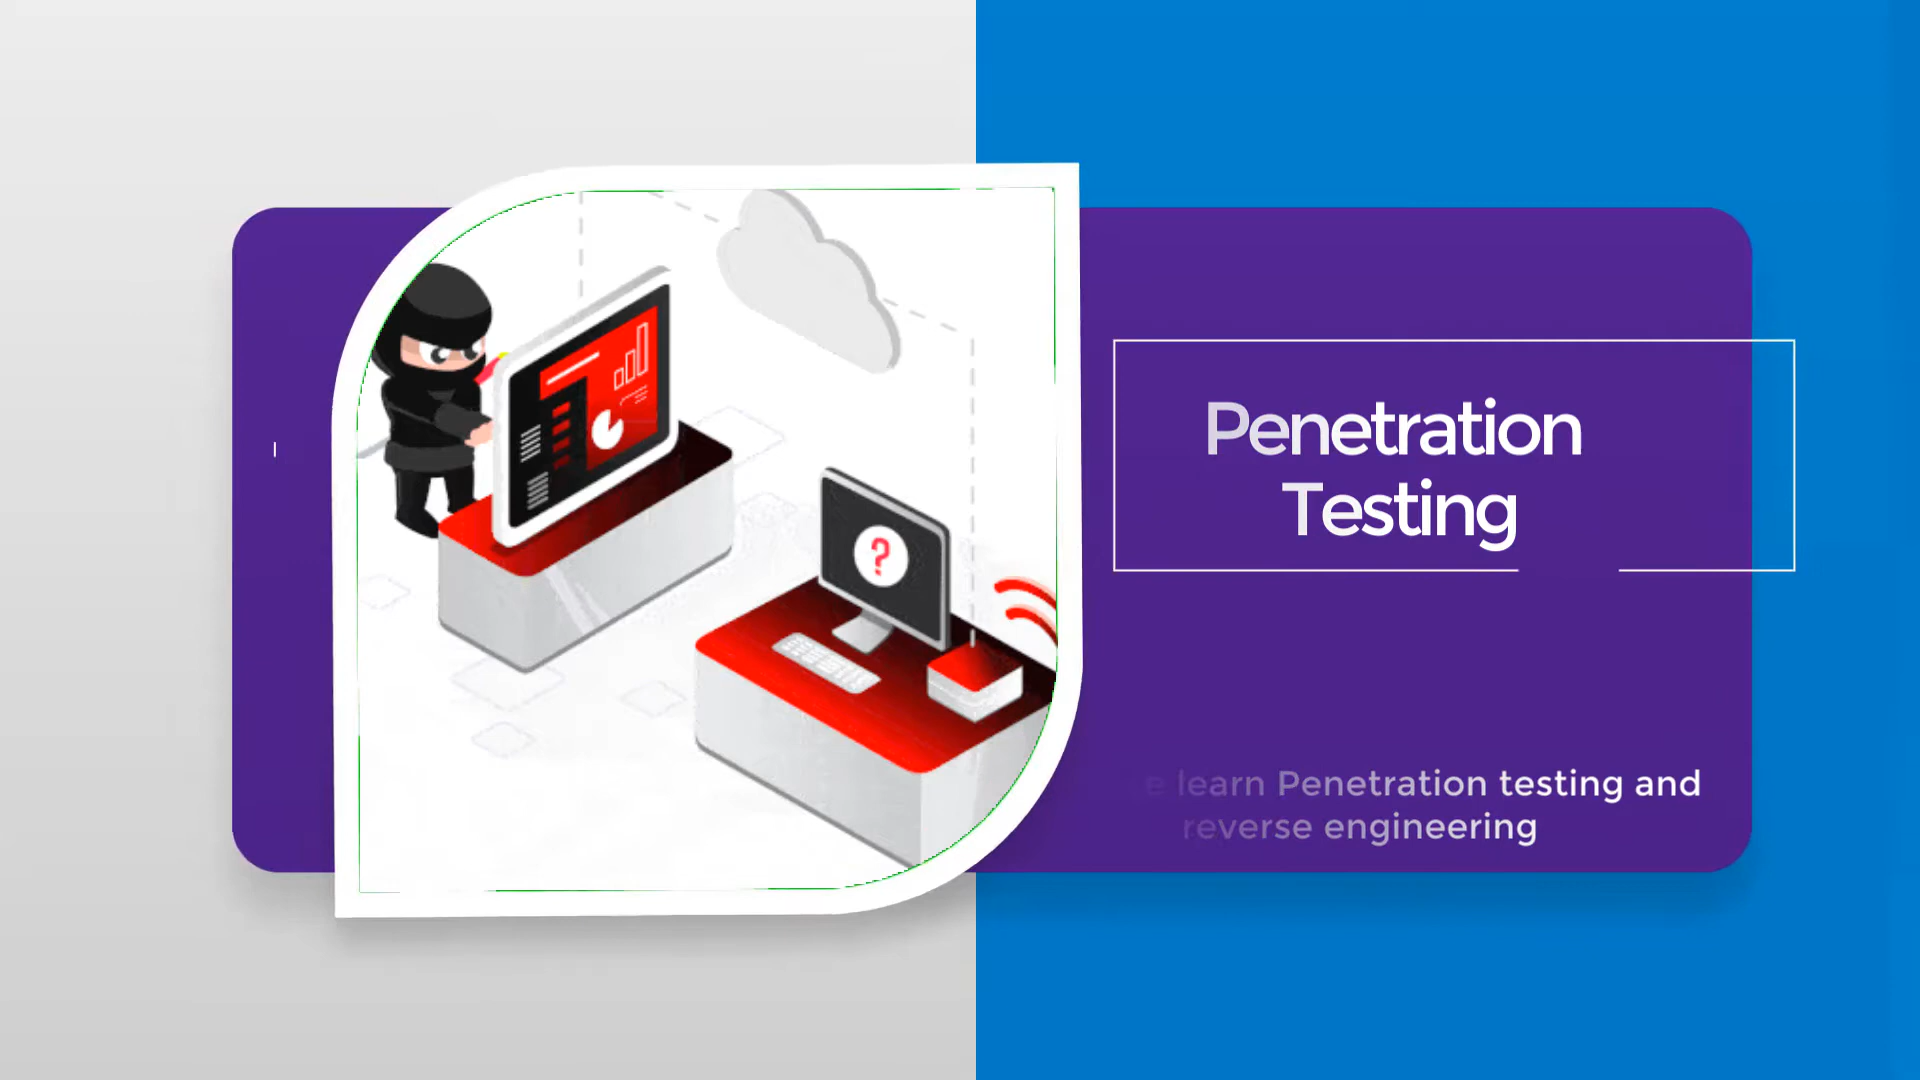 Penetration
Testing
?
learn Penetration testing and
reverse engineering